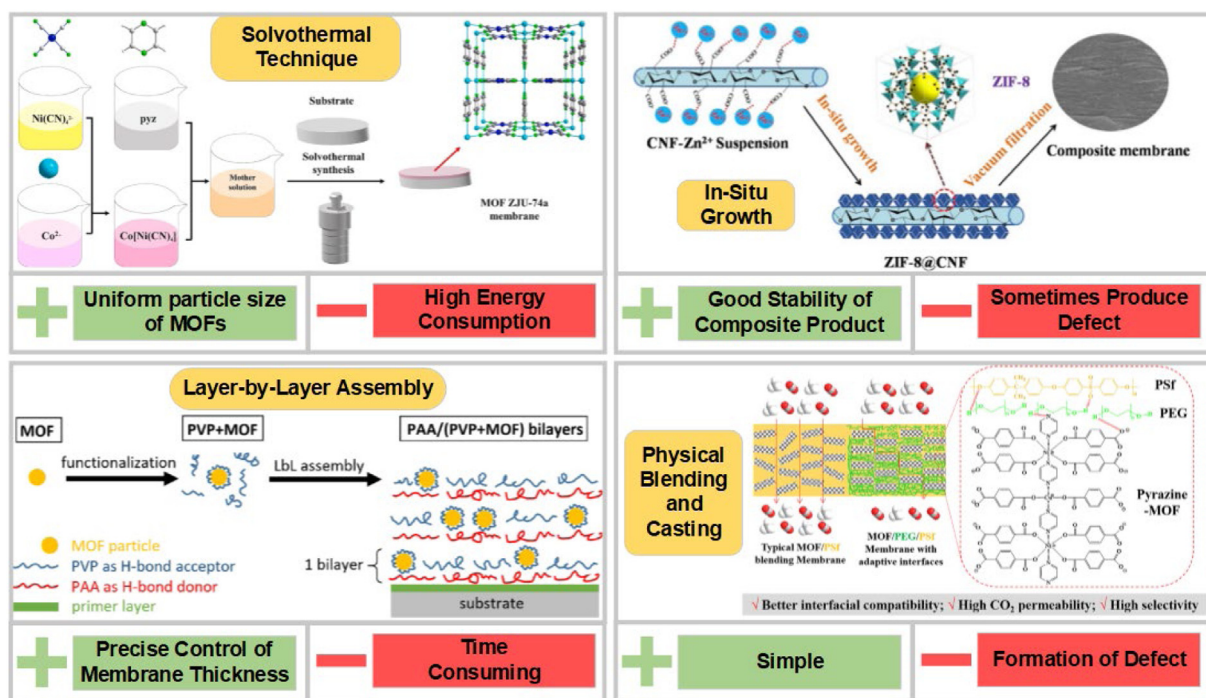 Solvothermal
Technique
Ni(CN)₄²⁻
pyz
Substrate
Solvothermal
synthesis
Mother
solution
Co²⁻
Co[Ni(CN)₄]
MOF ZJU-74a
membrane
Uniform particle size
of MOFs
High Energy
Consumption
COO⁻
COO⁻
COO⁻
COO⁻
COO⁻
COO⁻
CNF-Zn²⁺ Suspension
In-situ growth
ZIF-8
Vacuum filtration
Composite membrane
In-Situ
Growth
ZIF-8@CNF
Good Stability of
Composite Product
Sometimes Produce
Defect
Layer-by-Layer Assembly
MOF
PVP+MOF
PAA/(PVP+MOF) bilayers
functionalization
LbL assembly
MOF particle
PVP as H-bond acceptor
PAA as H-bond donor
primer layer
1 bilayer
substrate
Precise Control of
Membrane Thickness
Time
Consuming
Physical
Blending
and
Casting
PSf
PEG
Pyrazine
-MOF
Typical MOF/PSf
blending Membrane
MOF/PEG/PSf
Membrane with
adaptive interfaces
√ Better interfacial compatibility; √ High CO₂ permeability; √ High selectivity
Simple
Formation of Defect